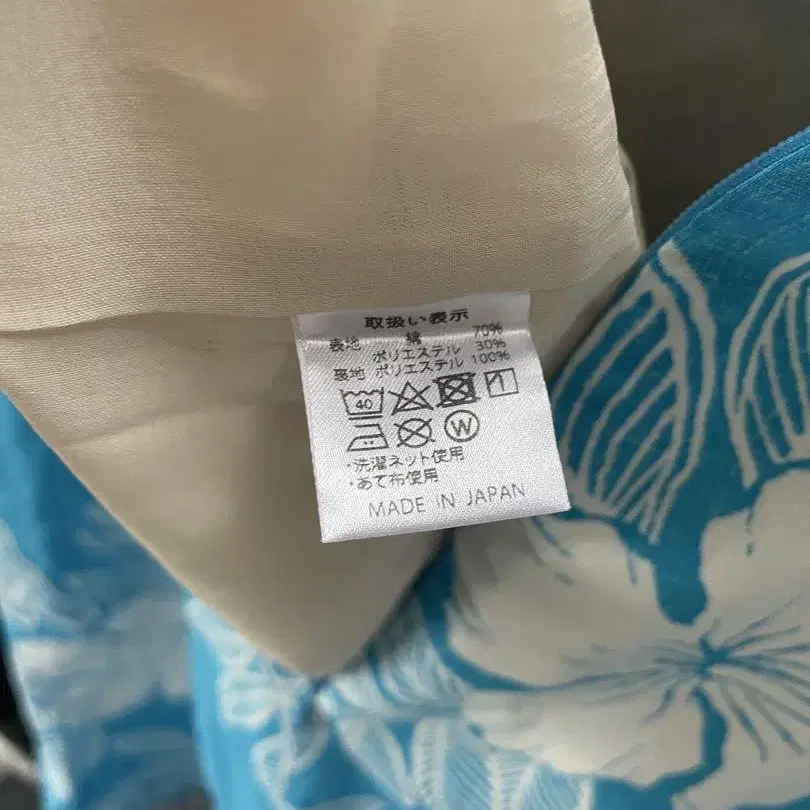 取扱い表示
表地 綿 70%
ポリエステル 30%
裏地 ポリエステル 100%
40
W
・洗濯ネット使用
・あて布使用
MADE IN JAPAN